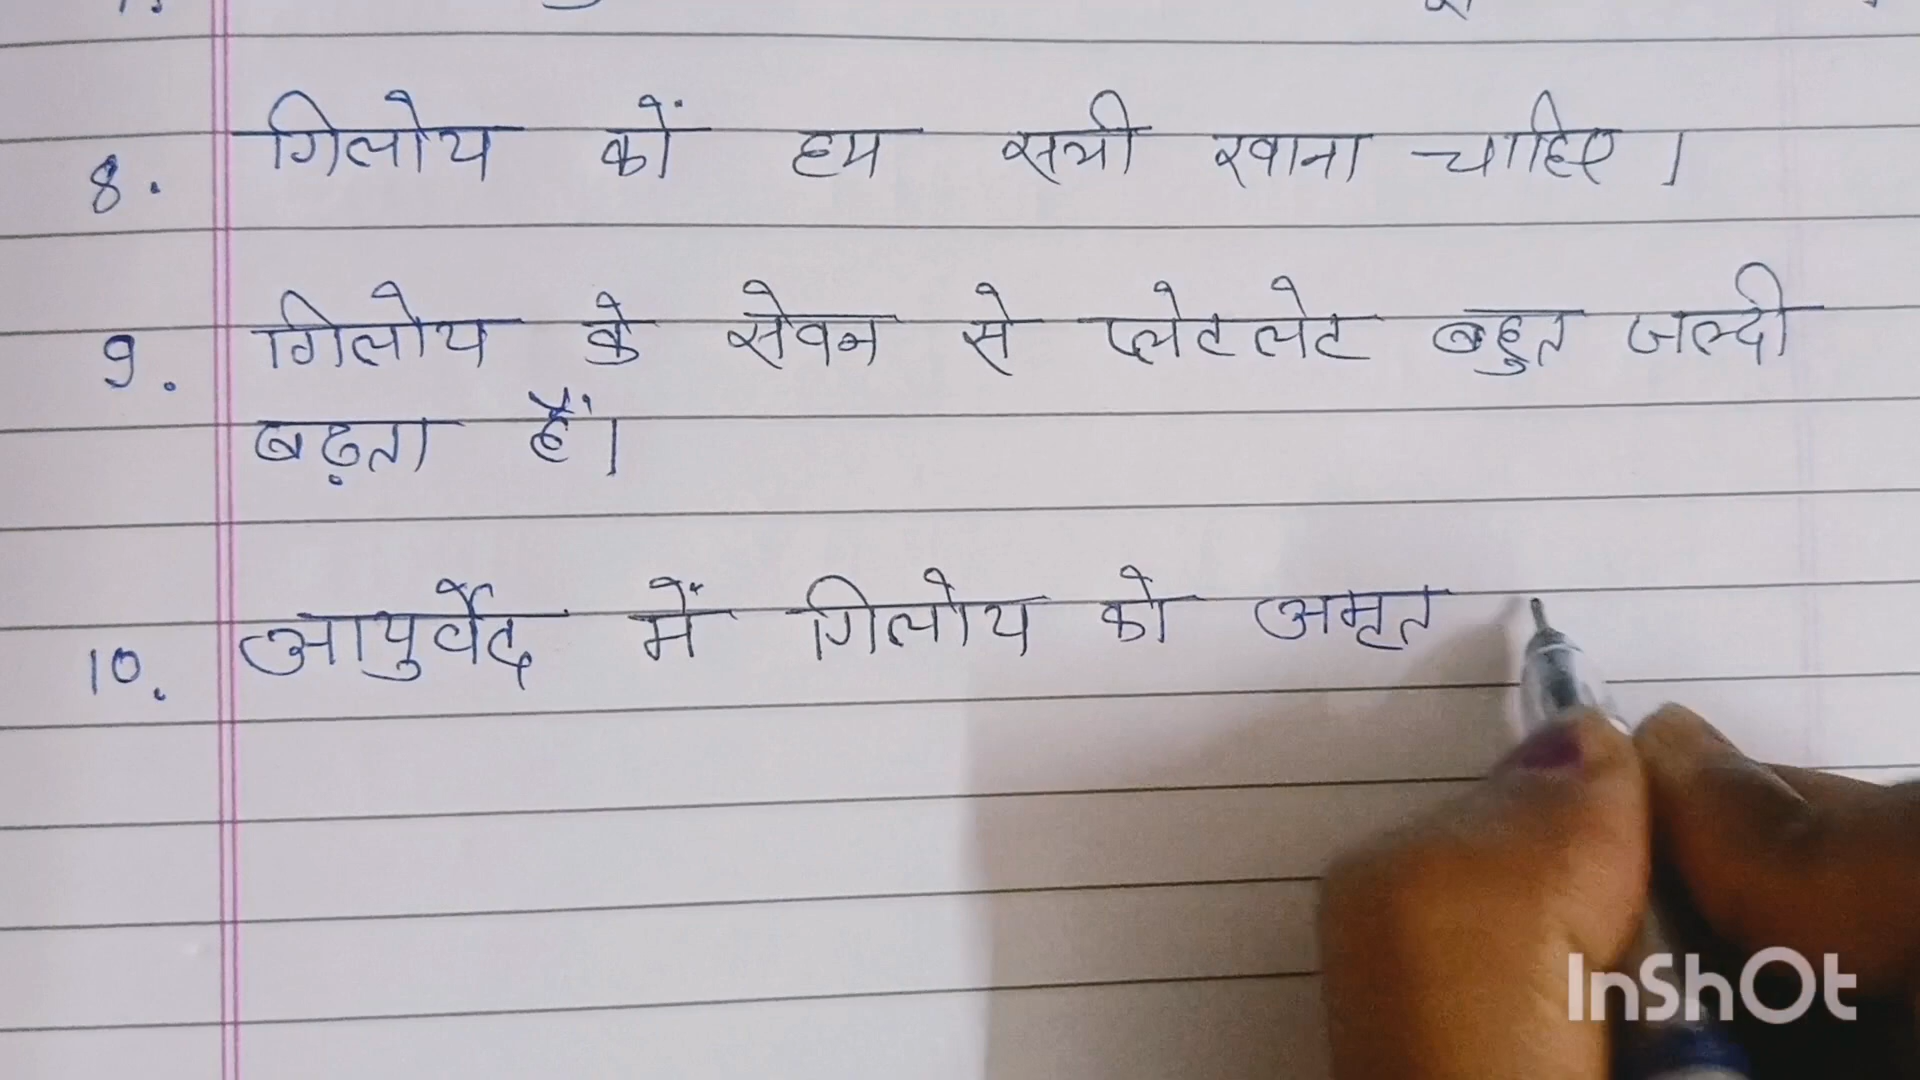 8. गिलोय कों हम सभी खाना चाहिए।
9. गिलोय के सेवन से प्लेटलेट बहुत जल्दी
बढ़ता हैं।
10. आयुर्वेद में गिलोय को अमृत
InShOt